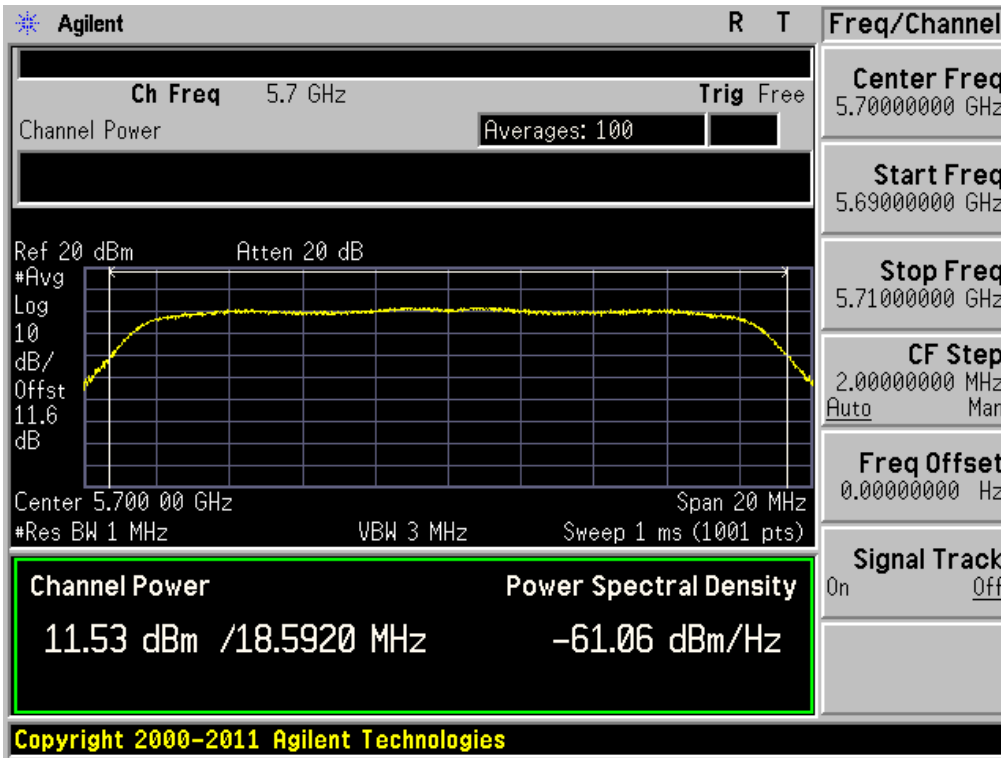 Agilent R T
Ch Freq 5.7 GHz Trig Free
Channel Power Averages: 100
Ref 20 dBm Atten 20 dB
#Avg
Log
10
dB/
Offst
11.6
dB
Center 5.700 00 GHz Span 20 MHz
#Res BW 1 MHz VBW 3 MHz Sweep 1 ms (1001 pts)
Channel Power Power Spectral Density
11.53 dBm /18.5920 MHz -61.06 dBm/Hz
Copyright 2000-2011 Agilent Technologies
Freq/Channel
Center Freq
5.70000000 GHz
Start Freq
5.69000000 GHz
Stop Freq
5.71000000 GHz
CF Step
2.00000000 MHz
Auto Man
Freq Offset
0.00000000 Hz
Signal Track
On Off